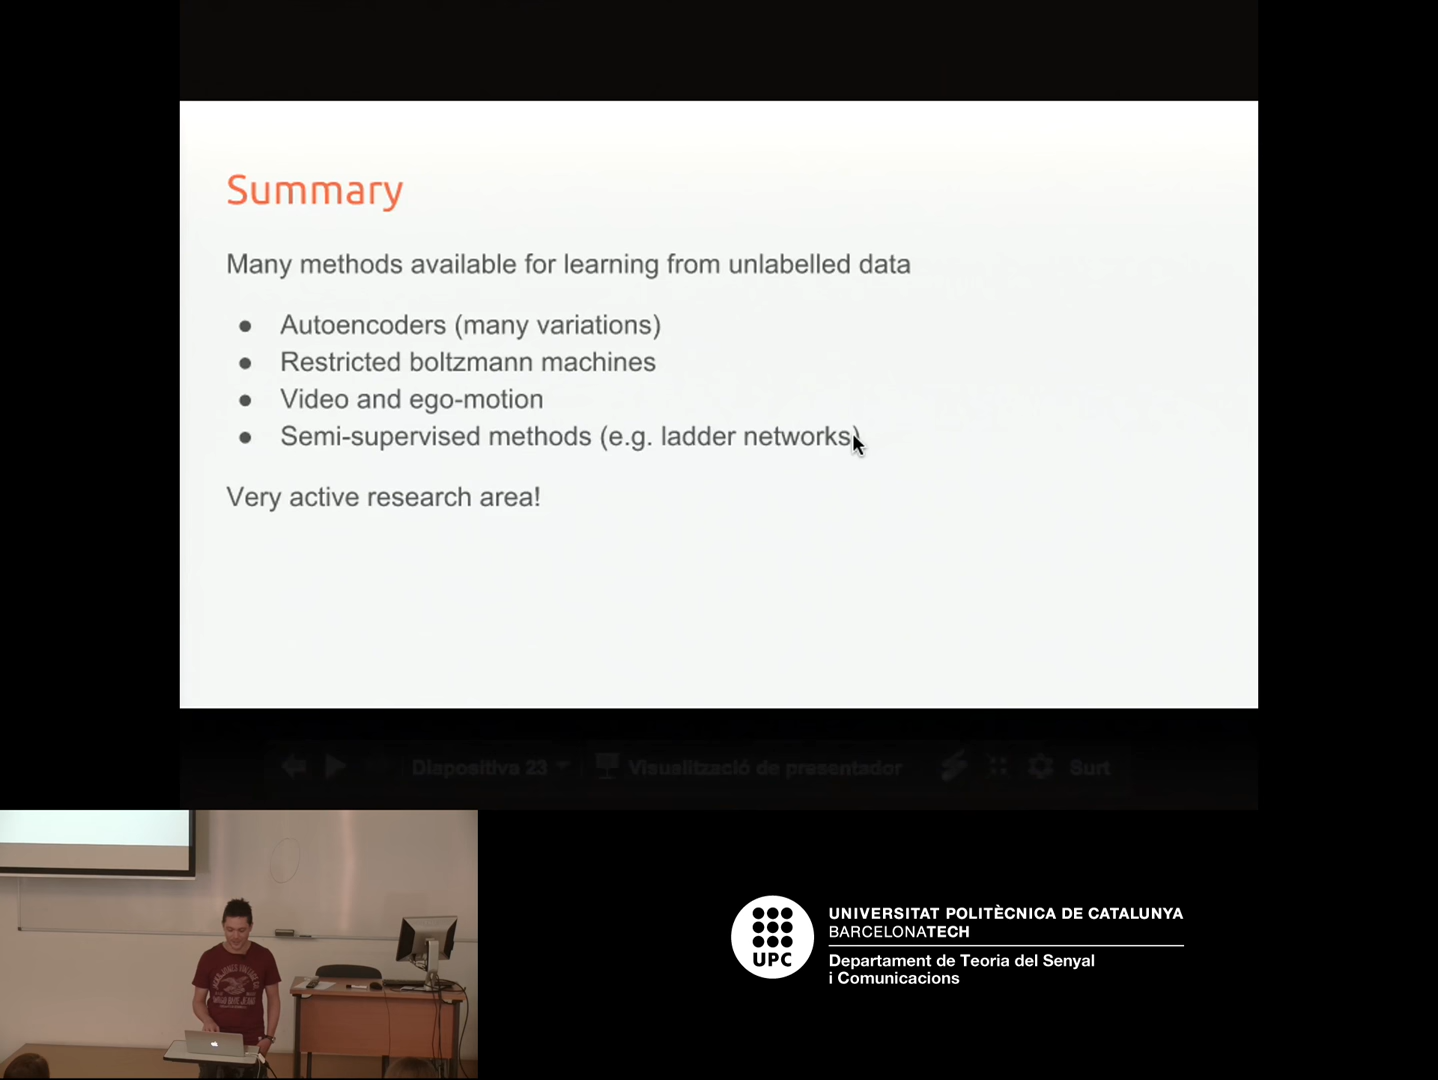 Summary
Many methods available for learning from unlabelled data
● Autoencoders (many variations)
● Restricted boltzmann machines
● Video and ego-motion
● Semi-supervised methods (e.g. ladder networks)
Very active research area!
Diapositiva 23
Visualització de presentador
Surt
UPC
UNIVERSITAT POLITÈCNICA DE CATALUNYA
BARCELONATECH
Departament de Teoria del Senyal
i Comunicacions